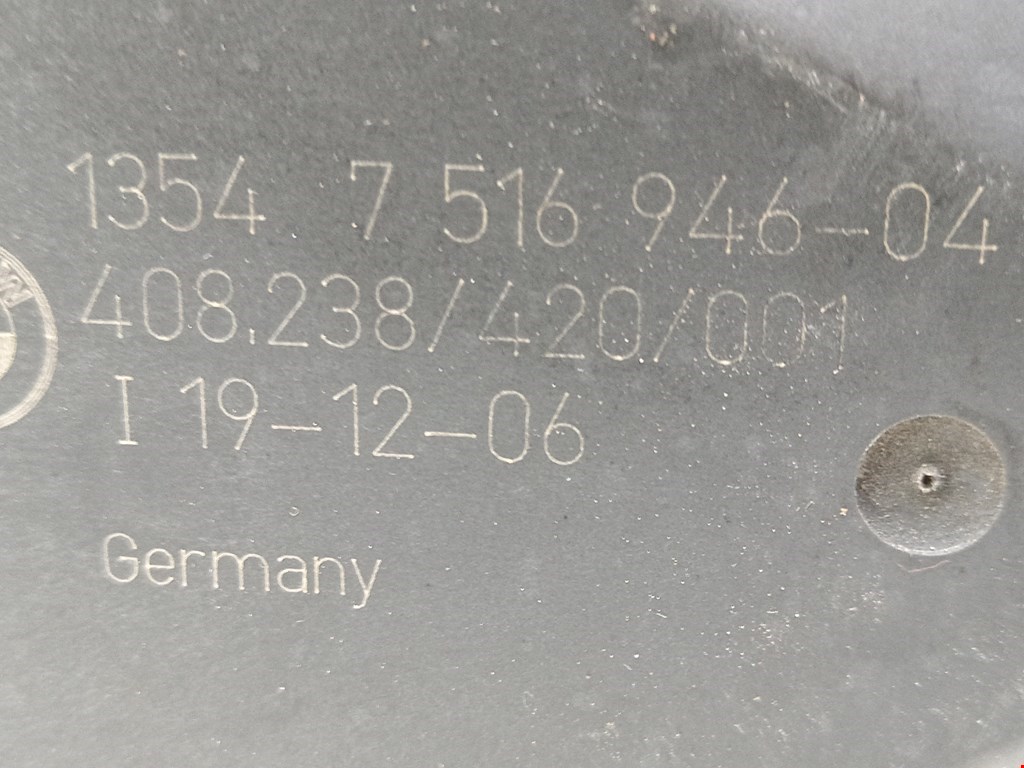 1354 7 516 946-04
408.238/420/001
I 19-12-06
Germany